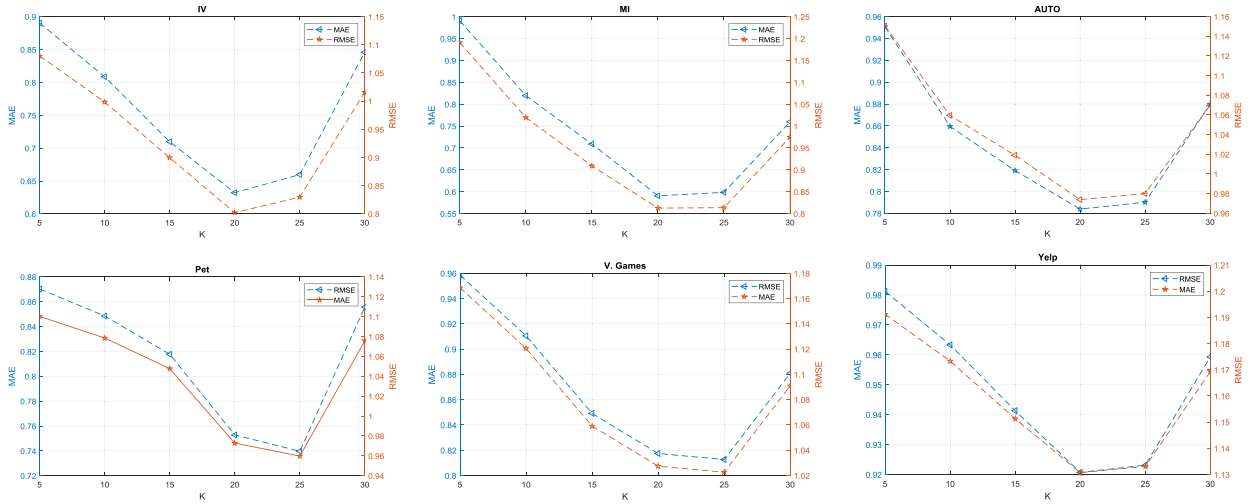 IV
0.9
0.85
0.8
0.75
0.7
0.65
0.6
MAE
5 10 15 20 25 30
K
1.15
1.1
1.05
1
0.95
0.9
0.85
0.8
RMSE
MAE
RMSE
MI
1
0.95
0.9
0.85
0.8
0.75
0.7
0.65
0.6
0.55
MAE
5 10 15 20 25 30
K
1.25
1.2
1.15
1.1
1.05
1
0.95
0.9
0.85
0.8
RMSE
MAE
RMSE
AUTO
0.96
0.94
0.92
0.9
0.88
0.86
0.84
0.82
0.8
0.78
MAE
5 10 15 20 25 30
K
1.16
1.14
1.12
1.1
1.08
1.06
1.04
1.02
1
0.98
0.96
RMSE
Pet
0.88
0.86
0.84
0.82
0.8
0.78
0.76
0.74
0.72
MAE
5 10 15 20 25 30
K
1.14
1.12
1.1
1.08
1.06
1.04
1.02
1
0.98
0.96
0.94
RMSE
RMSE
MAE
V. Games
0.96
0.94
0.92
0.9
0.88
0.86
0.84
0.82
0.8
MAE
5 10 15 20 25 30
K
1.18
1.16
1.14
1.12
1.1
1.08
1.06
1.04
1.02
RMSE
RMSE
MAE
Yelp
0.99
0.98
0.97
0.96
0.95
0.94
0.93
0.92
MAE
5 10 15 20 25 30
K
1.21
1.2
1.19
1.18
1.17
1.16
1.15
1.14
1.13
RMSE
RMSE
MAE